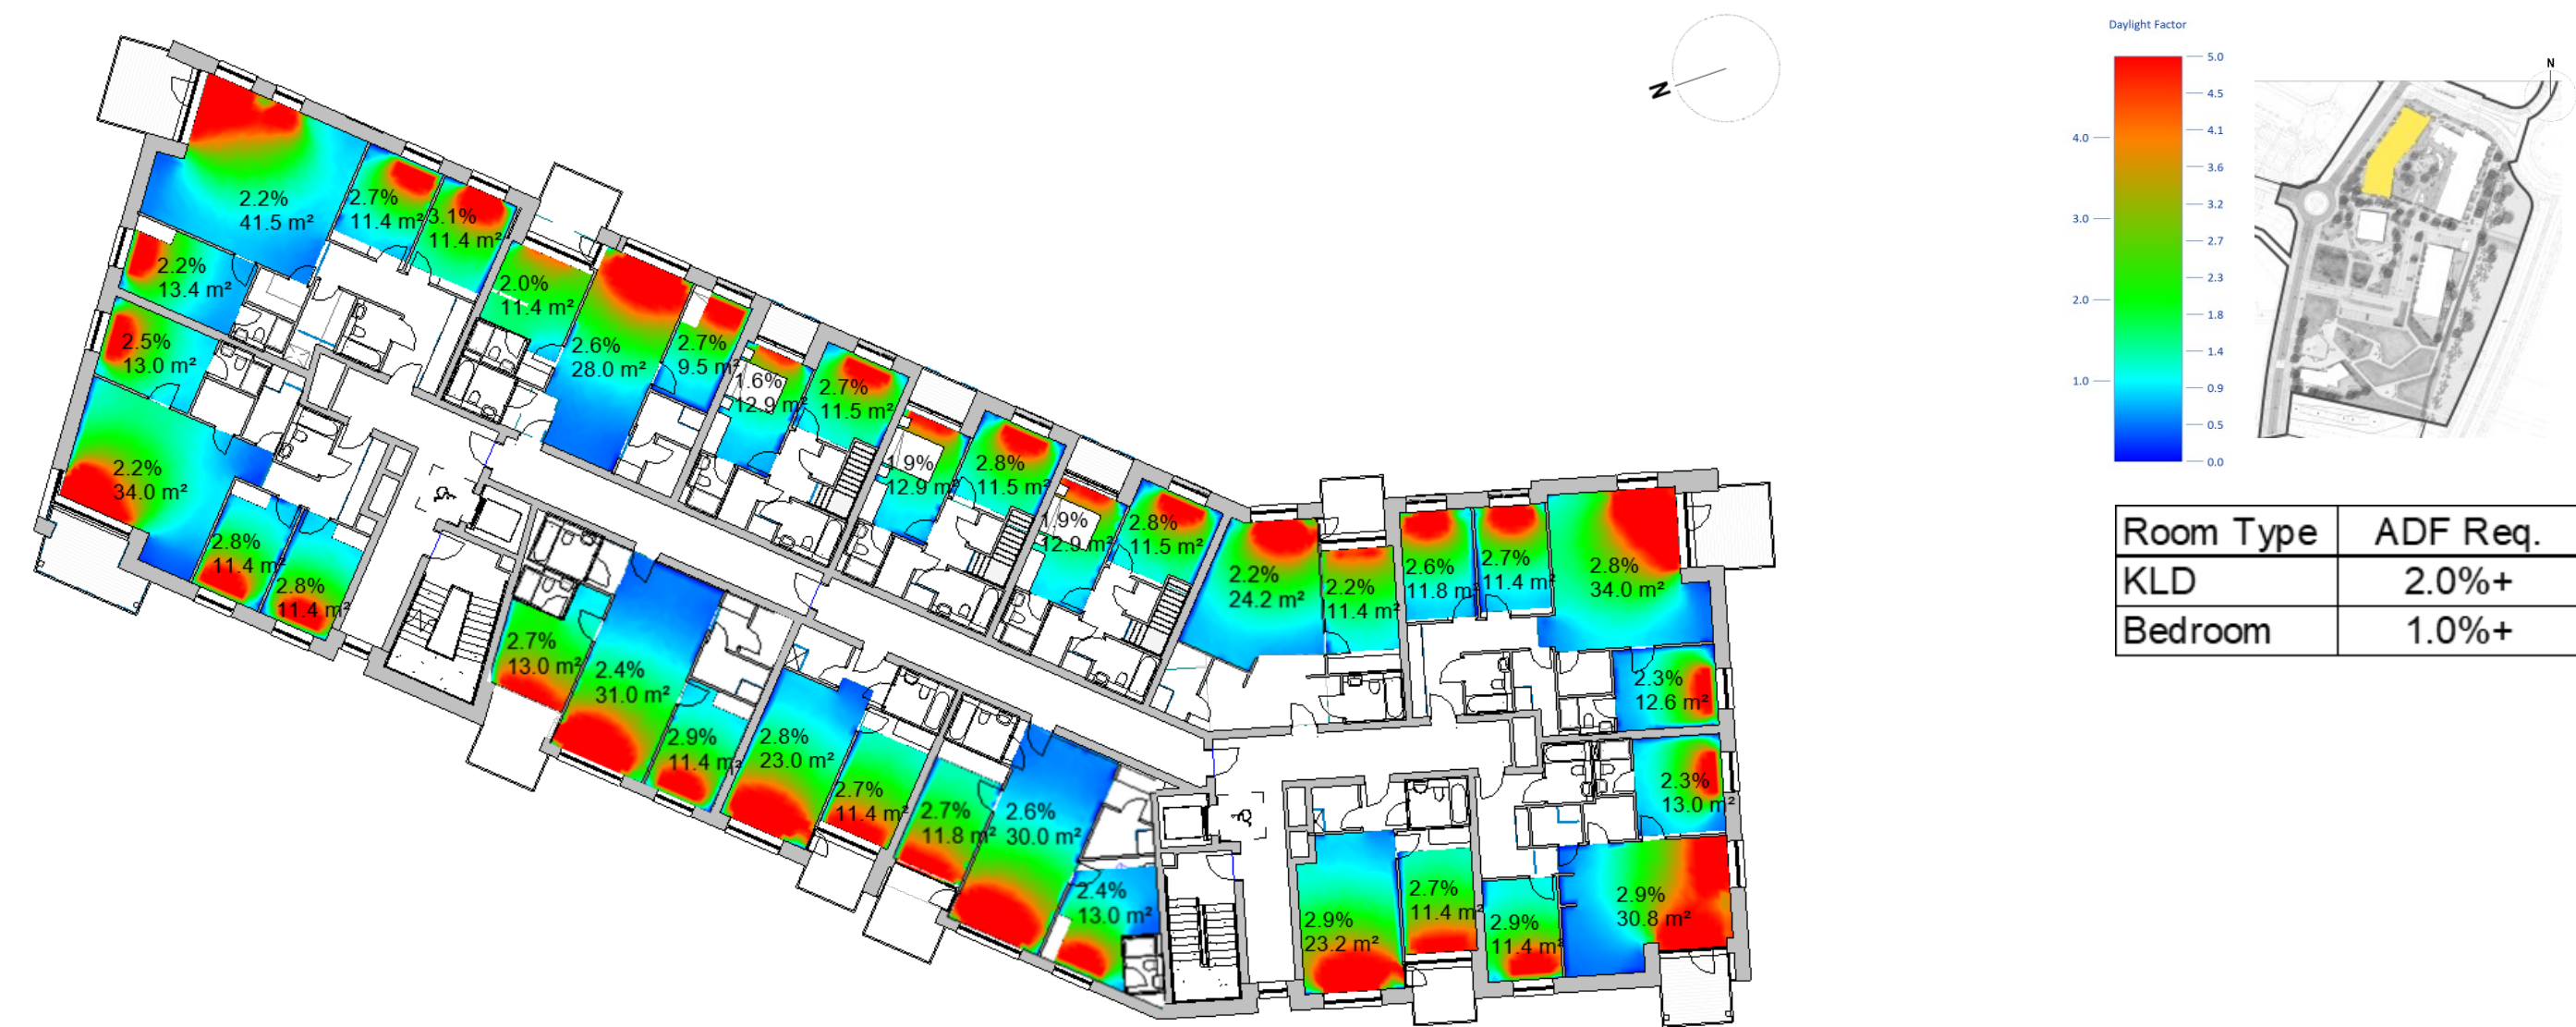 Daylight Factor
N
N
5.0
4.5
4.1
4.0
3.6
3.2
3.0
2.7
2.3
2.0
1.8
1.4
1.0
0.9
0.5
0.0
Room Type ADF Req.
KLD 2.0%+
Bedroom 1.0%+
2.2%
41.5 m²
2.7%
11.4 m²
3.1%
11.4 m²
2.2%
13.4 m²
2.0%
11.4 m²
2.5%
13.0 m²
2.6%
28.0 m²
2.7%
9.5 m²
1.6%
12.9 m²
2.7%
11.5 m²
2.2%
34.0 m²
1.9%
12.9 m²
2.8%
11.5 m²
1.9%
12.9 m²
2.8%
11.5 m²
2.8%
11.4 m²
2.8%
11.4 m²
2.2%
24.2 m²
2.2%
11.4 m²
2.6%
11.8 m²
2.7%
11.4 m²
2.8%
34.0 m²
2.7%
13.0 m²
2.4%
31.0 m²
2.3%
12.6 m²
2.9%
11.4 m²
2.8%
23.0 m²
2.7%
11.4 m²
2.7%
11.8 m²
2.6%
30.0 m²
2.3%
13.0 m²
2.4%
13.0 m²
2.9%
23.2 m²
2.7%
11.4 m²
2.9%
11.4 m²
2.9%
30.8 m²